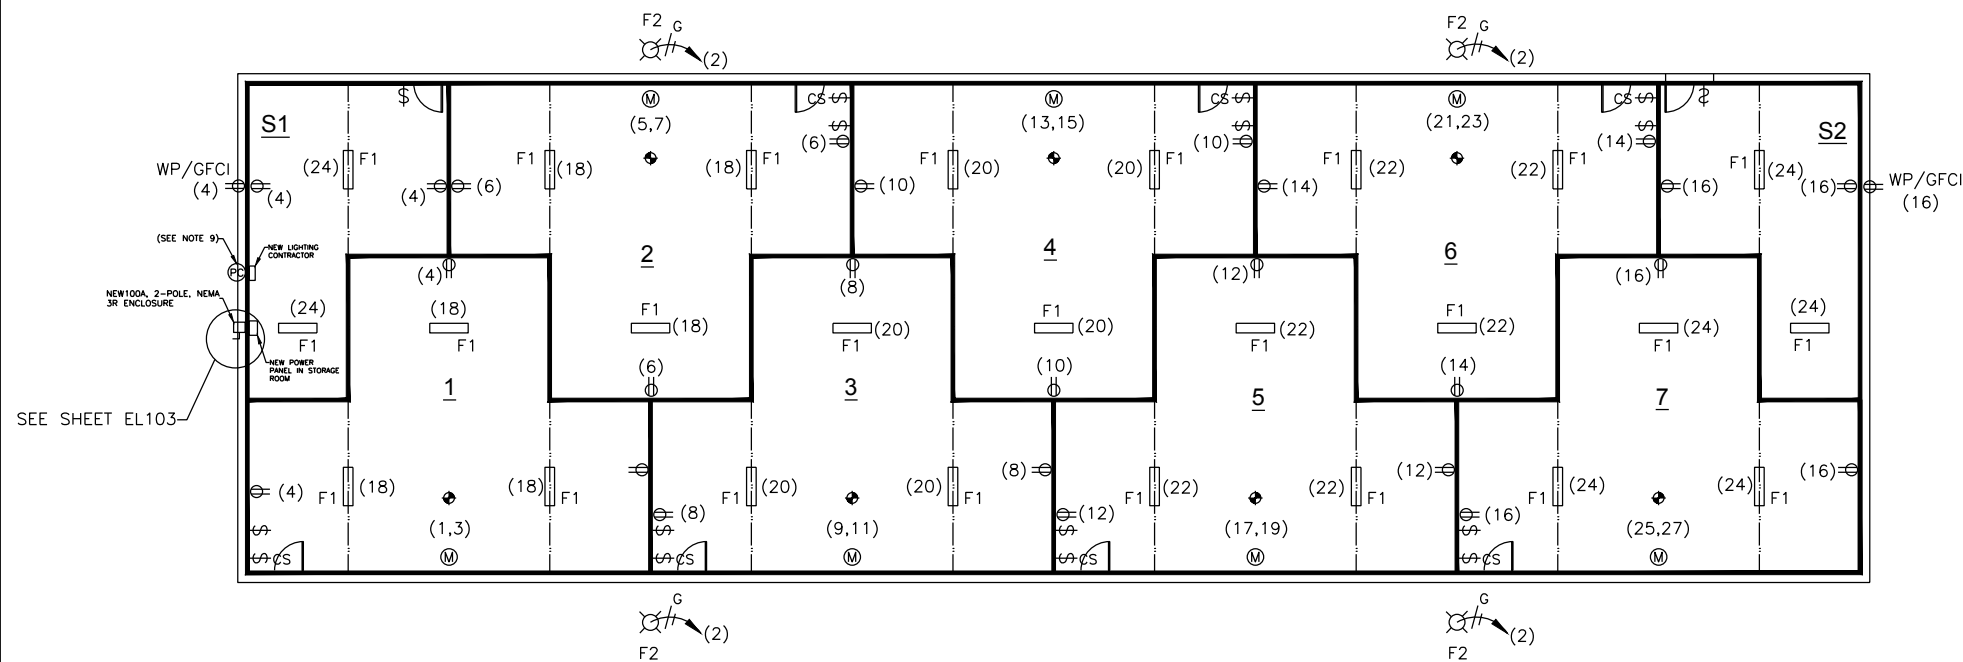 F2 G (2)
F2 G (2)
S1
$
CS $
$
(5,7)
M
(6)
M
(13,15)
CS $
$
(10)
M
(21,23)
CS $
$
(14)
$
S2
WP/GFCI
(4)
(4)
(24)
F1
(4)
(6)
F1
(18)
(18)
F1
(10)
F1
(20)
(20)
F1
(14)
F1
(22)
(22)
F1
(16)
F1
(24)
(16)
WP/GFCI
(16)
(SEE NOTE 9)
PC
NEW LIGHTING
CONTRACTOR
(4)
2
(8)
4
(12)
6
(16)
NEW100A, 2-POLE, NEMA
3R ENCLOSURE
(24)
F1
(18)
F1
F1
(18)
(20)
F1
F1
(20)
(22)
F1
F1
(22)
(24)
F1
(24)
F1
NEW POWER
PANEL IN STORAGE
ROOM
SEE SHEET EL103
1
(6)
3
(10)
5
(14)
7
(4)
F1
(18)
(18)
F1
(8)
F1
(20)
(20)
F1
(8)
(12)
F1
(22)
(22)
F1
(12)
(16)
F1
(24)
(24)
F1
(16)
$
$ CS
(1,3)
M
$
$ CS
(9,11)
M
$
$ CS
(17,19)
M
$
$ CS
(25,27)
M
G
(2)
F2
G
(2)
F2